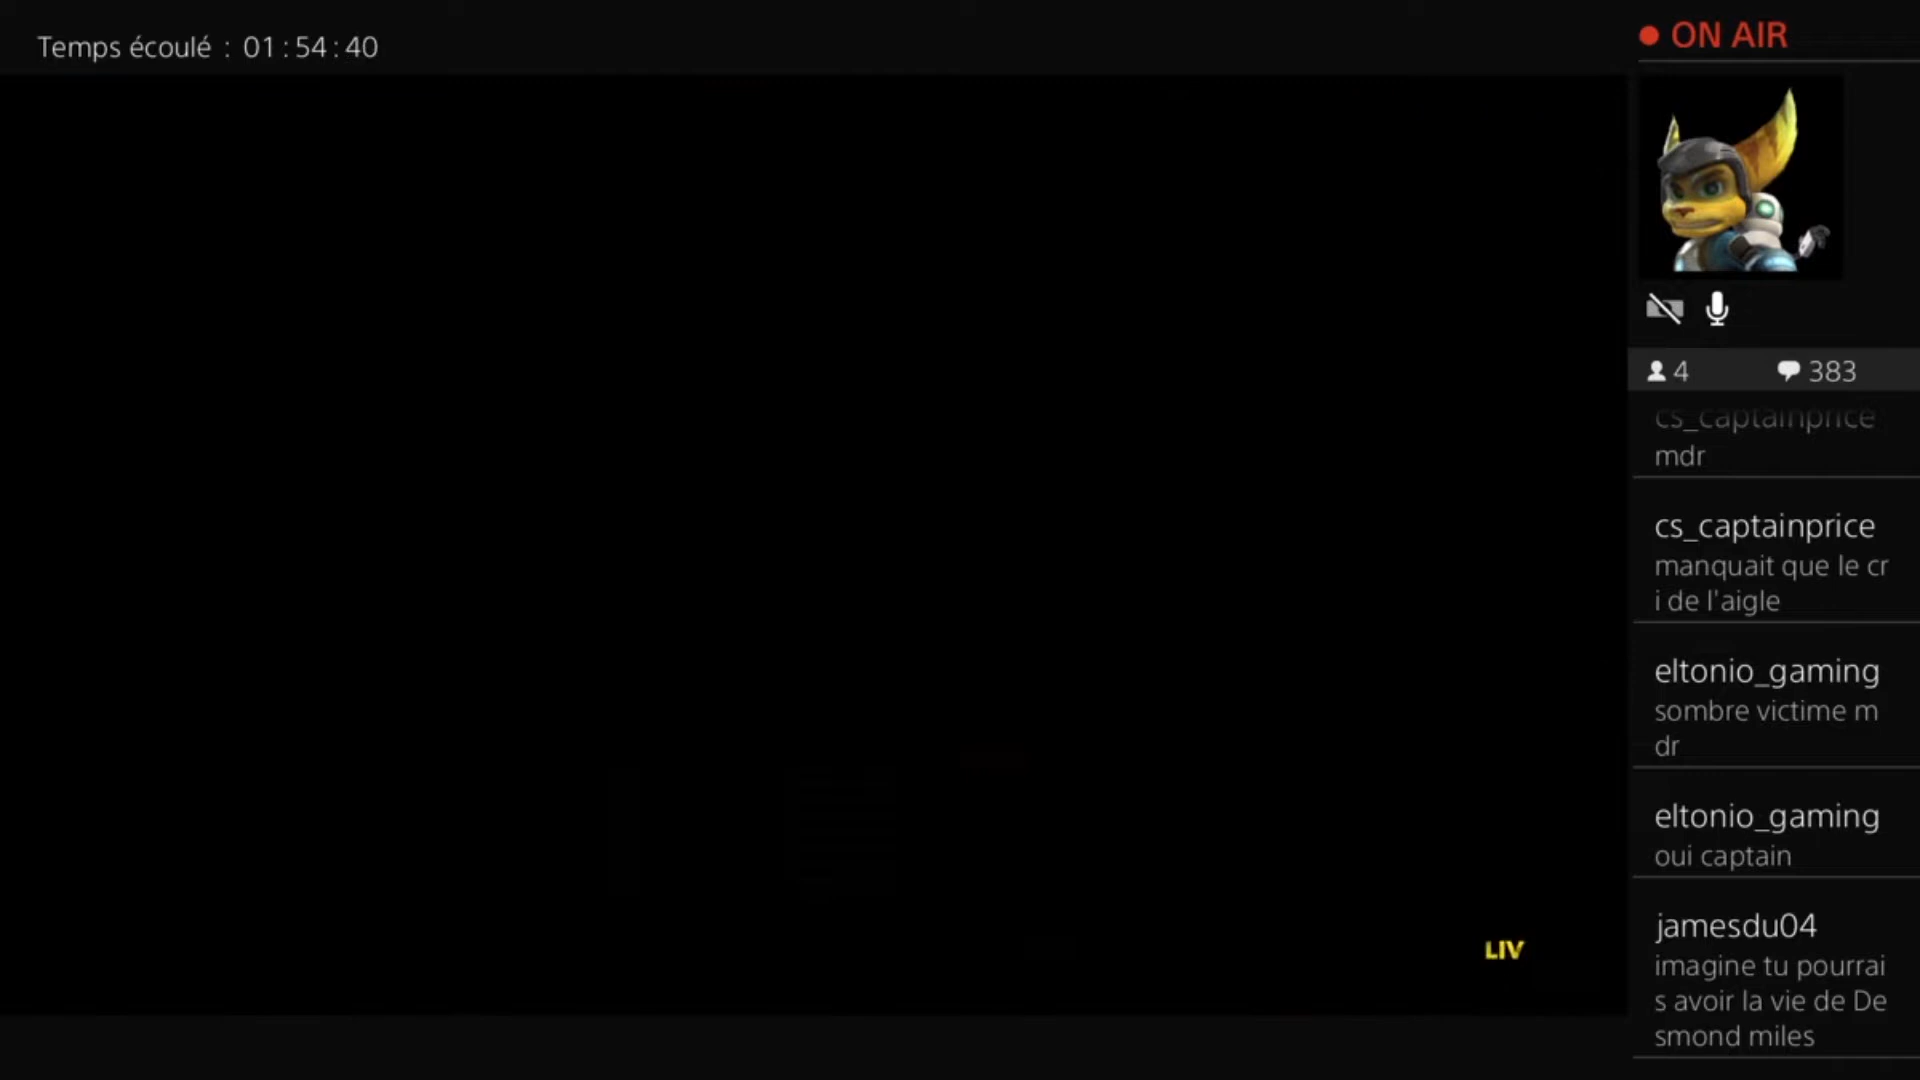 Temps écoulé : 01:54:40
ON AIR
4 383
cs_captainprice
mdr
cs_captainprice
manquait que le cr
i de l'aigle
eltonio_gaming
sombre victime m
dr
eltonio_gaming
oui captain
jamesdu04
imagine tu pourrai
s avoir la vie de De
smond miles
LIV